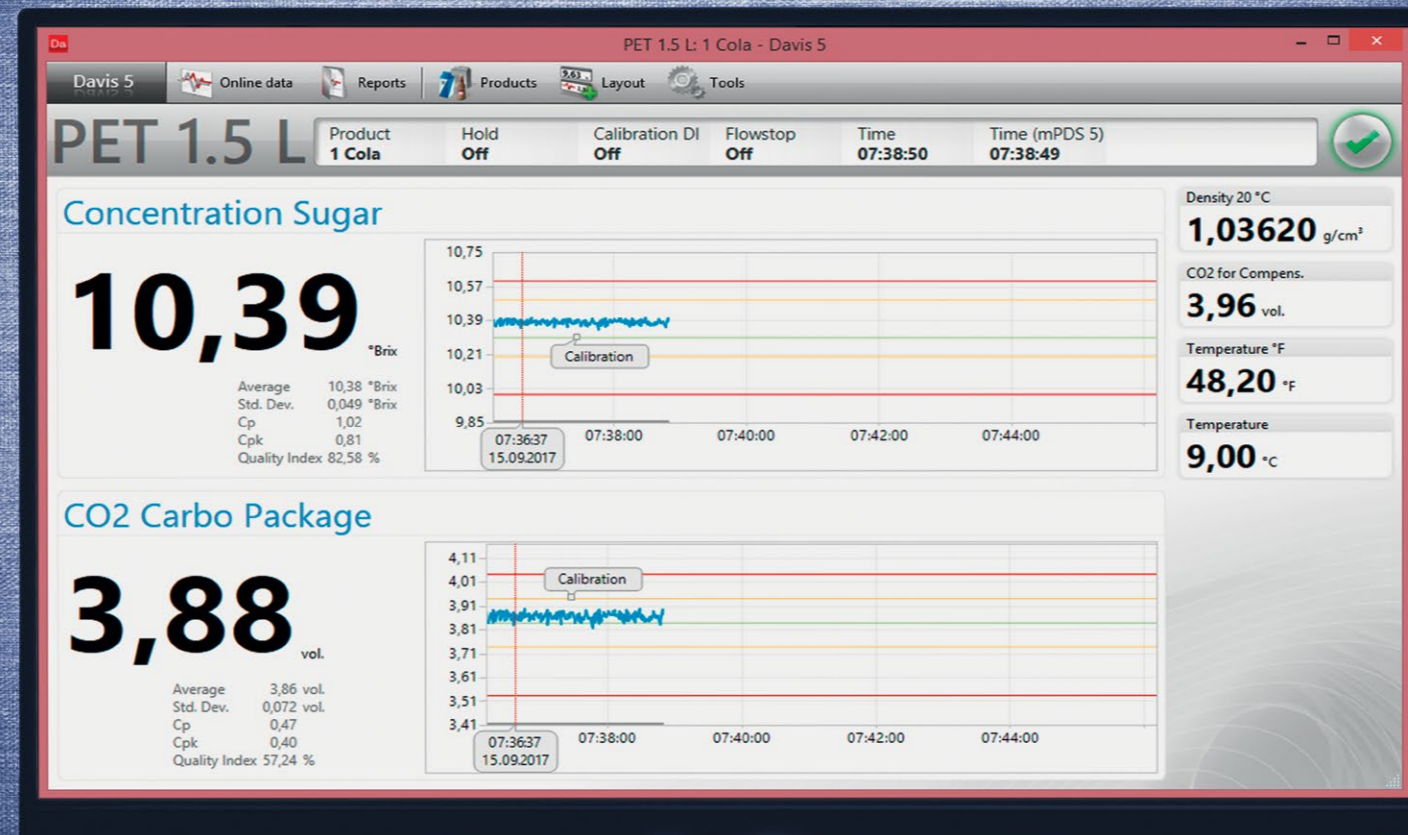 Da
PET 1.5 L: 1 Cola - Davis 5
Davis 5 Online data Reports Products Layout Tools
PET 1.5 L
Product Hold Calibration DI Flowstop Time Time (mPDS 5)
1 Cola Off Off Off 07:38:50 07:38:49
Concentration Sugar
10,39 °Brix
Average 10,38 °Brix
Std. Dev. 0,049 °Brix
Cp 1,02
Cpk 0,81
Quality Index 82,58 %
10,75
10,57
10,39
10,21
10,03
9,85
Calibration
07:36:37
15.09.2017
07:38:00 07:40:00 07:42:00 07:44:00
Density 20 °C
1,03620 g/cm³
CO2 for Compens.
3,96 vol.
Temperature °F
48,20 °F
Temperature
9,00 °C
CO2 Carbo Package
3,88 vol.
Average 3,86 vol.
Std. Dev. 0,072 vol.
Cp 0,47
Cpk 0,40
Quality Index 57,24 %
4,11
4,01
3,91
3,81
3,71
3,61
3,51
3,41
Calibration
07:36:37
15.09.2017
07:38:00 07:40:00 07:42:00 07:44:00